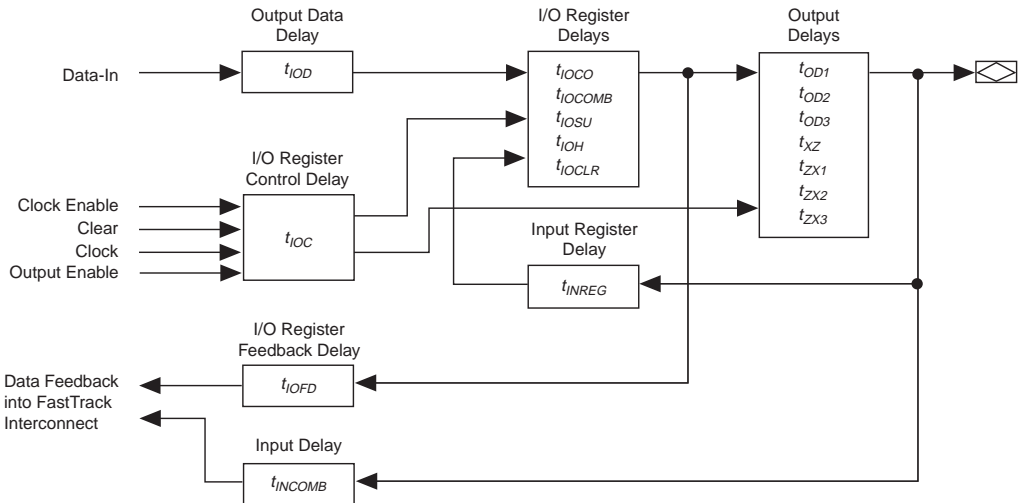 Output Data
Delay
I/O Register
Delays
Output
Delays
Data-In
tIOD
tIOCO
tIOCOMB
tIOSU
tIOH
tIOCLR
tOD1
tOD2
tOD3
tXZ
tZX1
tZX2
tZX3
I/O Register
Control Delay
Clock Enable
Clear
Clock
Output Enable
tIOC
Input Register
Delay
tINREG
I/O Register
Feedback Delay
tIOFD
Data Feedback
into FastTrack
Interconnect
Input Delay
tINCOMB